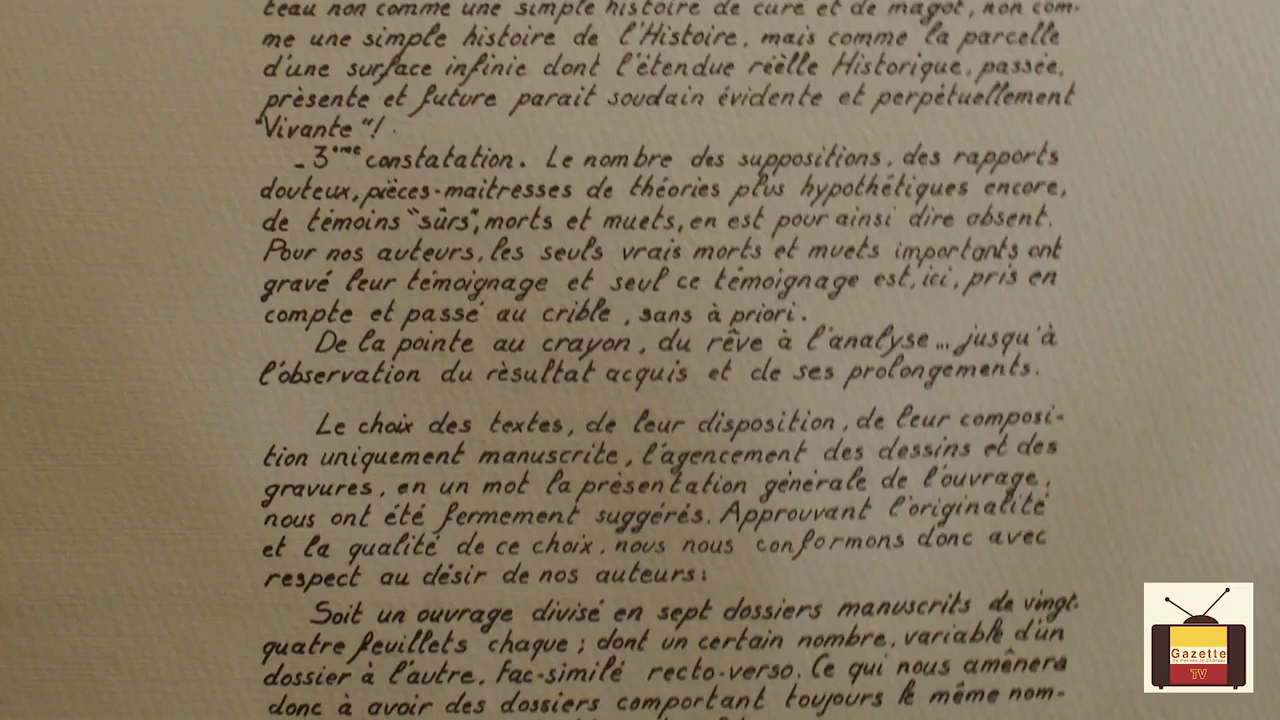 teau non comme une simple histoire de curé et de magot, non com-
me une simple histoire de l'Histoire, mais comme la parcelle
d'une surface infinie dont l'étendue réèlle Historique, passée,
prèsente et future parait soudain évidente et perpétuellement
"Vivante"!.
- 3ème constatation. Le nombre des suppositions, des rapports
douteux, pièces-maitresses de théories plus hypothétiques encore,
de témoins "sûrs", morts et muets, en est pour ainsi dire absent.
Pour nos auteurs, les seuls vrais morts et muets importants ont
gravé leur témoignage et seul ce témoignage est, ici, pris en
compte et passé au crible, sans à priori.
De la pointe au crayon, du rêve à l'analyse... jusqu'à
l'observation du rèsultat acquis et de ses prolongements.
Le choix des textes, de leur disposition, de leur composi-
tion uniquement manuscrite, l'agencement des dessins et des
gravures, en un mot la présentation générale de l'ouvrage,
nous ont été fermement suggérés. Approuvant l'originalité
et la qualité de ce choix, nous nous conformons donc avec
respect au désir de nos auteurs:
Soit un ouvrage divisé en sept dossiers manuscrits de vingt-
quatre feuillets chaque; dont un certain nombre, variable d'un
dossier à l'autre, fac-similé recto-verso. Ce qui nous amènera
donc à avoir des dossiers comportant toujours le même nom-
Gazette
TV